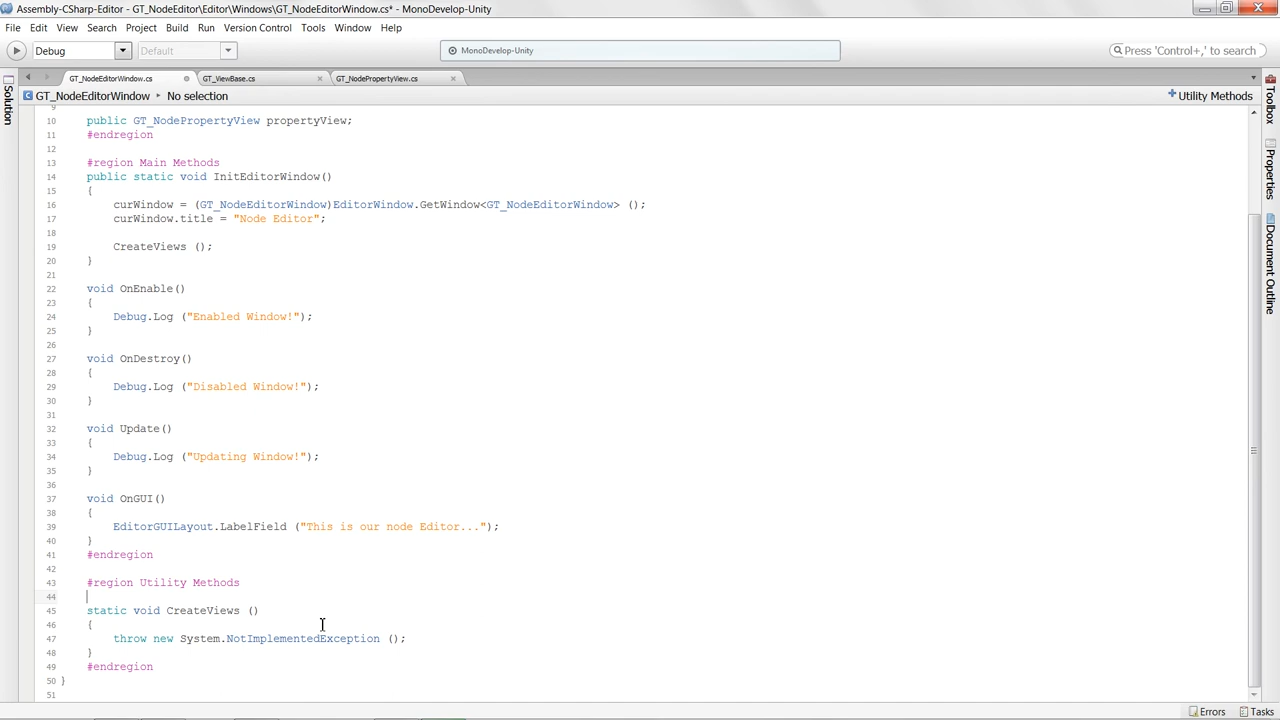 Assembly-CSharp-Editor - GT_NodeEditor\Editor\Windows\GT_NodeEditorWindow.cs* - MonoDevelop-Unity
File Edit View Search Project Build Run Version Control Tools Window Help
Debug Default MonoDevelop-Unity Press 'Control+,' to search
GT_NodeEditorWindow.cs GT_ViewBase.cs GT_NodePropertyView.cs
GT_NodeEditorWindow ▸ No selection Utility Methods
Solution
Toolbox
Properties
Document Outline
9
10 public GT_NodePropertyView propertyView;
11 #endregion
12
13 #region Main Methods
14 public static void InitEditorWindow()
15 {
16 curWindow = (GT_NodeEditorWindow)EditorWindow.GetWindow<GT_NodeEditorWindow> ();
17 curWindow.title = "Node Editor";
18
19 CreateViews ();
20 }
21
22 void OnEnable()
23 {
24 Debug.Log ("Enabled Window!");
25 }
26
27 void OnDestroy()
28 {
29 Debug.Log ("Disabled Window!");
30 }
31
32 void Update()
33 {
34 Debug.Log ("Updating Window!");
35 }
36
37 void OnGUI()
38 {
39 EditorGUILayout.LabelField ("This is our node Editor...");
40 }
41 #endregion
42
43 #region Utility Methods
44
45 static void CreateViews ()
46 {
47 throw new System.NotImplementedException ();
48 }
49 #endregion
50 }
51
Errors Tasks